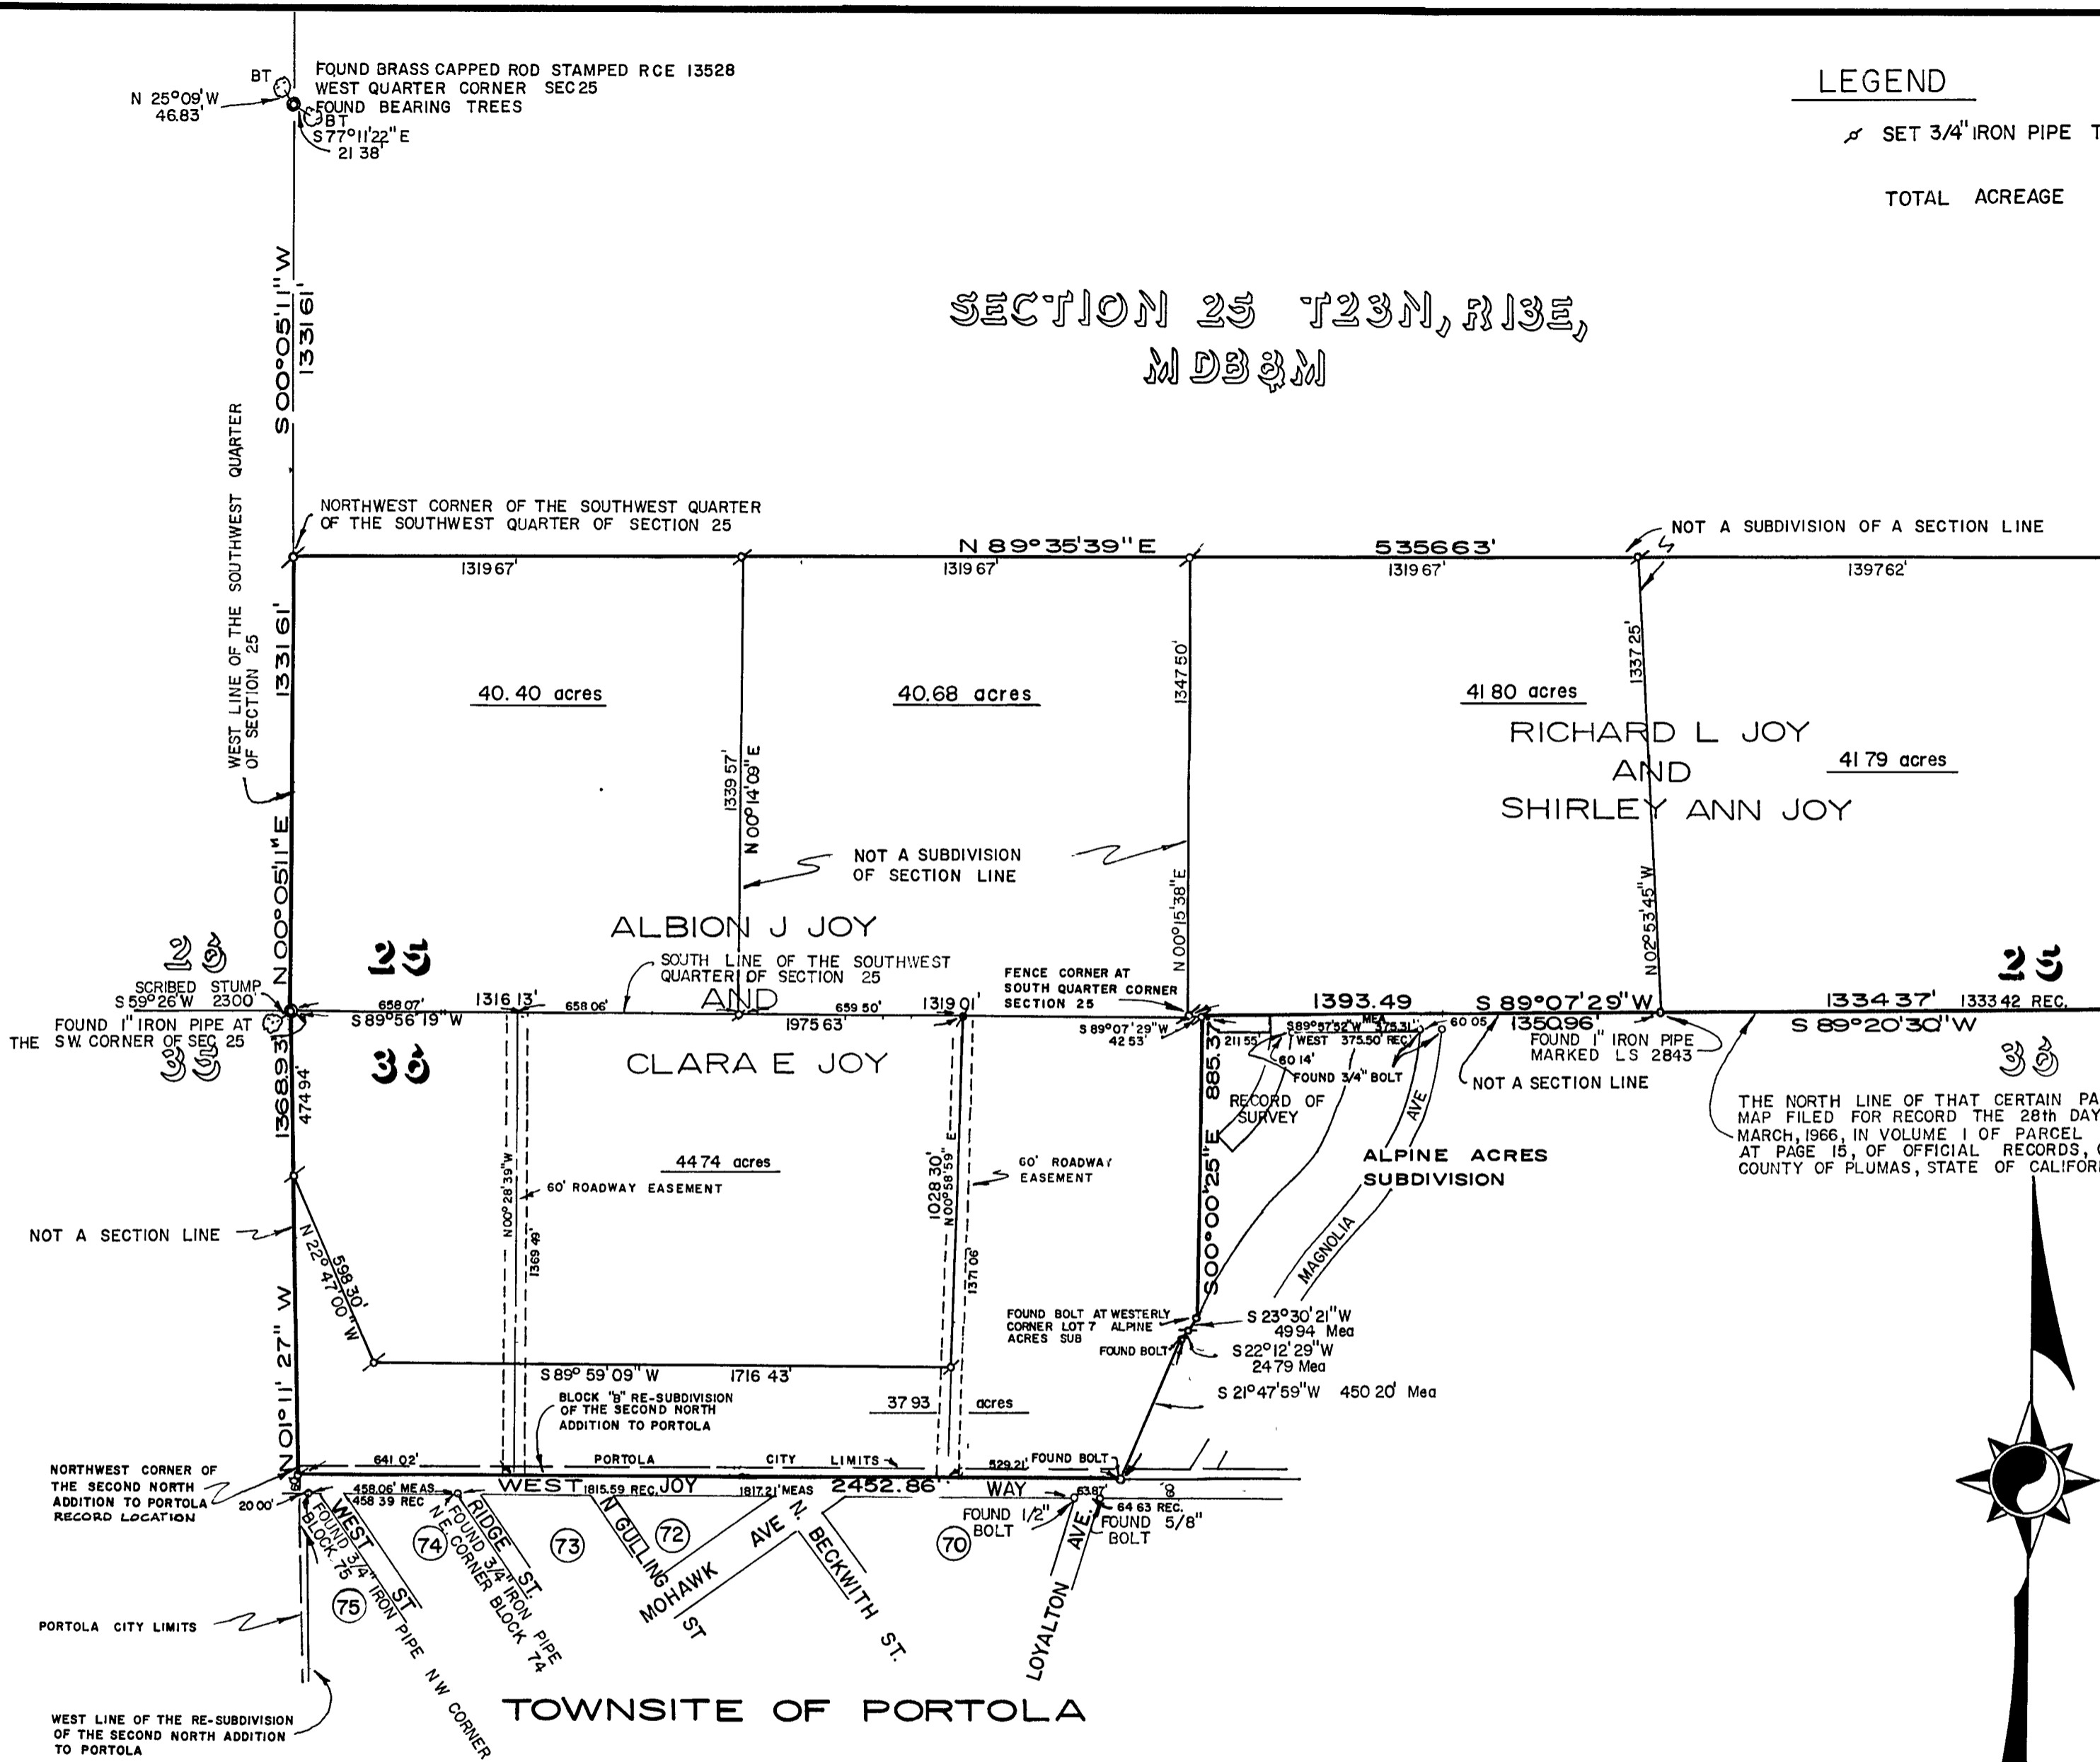 BT
N 25°09'W
46.83'
FOUND BRASS CAPPED ROD STAMPED RCE 13528
WEST QUARTER CORNER SEC 25
FOUND BEARING TREES
BT
S 77°11'22" E
21 38'
LEGEND
SET 3/4" IRON PIPE T
TOTAL ACREAGE
S 00°05'11" W
1331 61'
SECTION 25 T23N, R13E,
MDB&M
WEST LINE OF THE SOUTHWEST QUARTER
OF SECTION 25
NORTHWEST CORNER OF THE SOUTHWEST QUARTER
OF THE SOUTHWEST QUARTER OF SECTION 25
N 89°35'39" E
535663'
NOT A SUBDIVISION OF A SECTION LINE
1319 67'
1319 67'
1319 67'
1397 62'
1331 61'
N 00°05'11" E
40.40 acres
40.68 acres
41 80 acres
41 79 acres
1339 57'
N 00°14'09" E
1347 50'
N 00°15'38" E
1337 25'
N 02°53'45" W
RICHARD L JOY
AND
SHIRLEY ANN JOY
NOT A SUBDIVISION
OF SECTION LINE
ALBION J JOY
AND
CLARA E JOY
SOUTH LINE OF THE SOUTHWEST
QUARTER OF SECTION 25
FENCE CORNER AT
SOUTH QUARTER CORNER
SECTION 25
26
25
25
SCRIBED STUMP
S 59°26'W 23 00'
FOUND 1" IRON PIPE AT
THE S.W. CORNER OF SEC 25
35
36
36
658 07'
1316 13'
658 06'
S 89°56'19" W
1975 63'
659 50'
1319 01'
S 89°07'29" W
42 53'
1393.49
S 89°07'29" W
1350.96'
1334 37'
1333 42 REC.
S 89°20'30" W
MEA
S 89°57'52" W 375.31'
WEST 375.50' REC
211 55'
60 05
60 14'
FOUND 3/4" BOLT
FOUND 1" IRON PIPE
MARKED LS 2843
NOT A SECTION LINE
RECORD OF
SURVEY
AVE
MAGNOLIA
ALPINE ACRES
SUBDIVISION
THE NORTH LINE OF THAT CERTAIN PA
MAP FILED FOR RECORD THE 28th DAY
MARCH, 1966, IN VOLUME 1 OF PARCEL
AT PAGE 15, OF OFFICIAL RECORDS,
COUNTY OF PLUMAS, STATE OF CALIFOR
1368.93'
474 94'
N 01°11' 27" W
NOT A SECTION LINE
598 30'
N 22° 47' 00" W
44 74 acres
N 00°28'39" W
1369 49'
60' ROADWAY EASEMENT
1028 30'
N 00°58'59" E
60' ROADWAY
EASEMENT
1371 06'
885.37
S 00°00'25" E
FOUND BOLT AT WESTERLY
CORNER LOT 7 ALPINE
ACRES SUB
FOUND BOLT
S 23°30'21" W
49 94 Mea
S 22°12'29" W
24 79 Mea
S 21°47'59" W 450 20' Mea
S 89° 59'09" W
1716 43'
BLOCK "B" RE-SUBDIVISION
OF THE SECOND NORTH
ADDITION TO PORTOLA
37 93 acres
NORTHWEST CORNER OF
THE SECOND NORTH
ADDITION TO PORTOLA
RECORD LOCATION
641 02'
PORTOLA CITY LIMITS
529.21'
FOUND BOLT
WEST
JOY
2452.86'
WAY
20 00'
458.06' MEAS
458 39 REC
1815.59 REC.
1817.21' MEAS
63.87'
64 63 REC.
FOUND 1/2"
BOLT
FOUND 5/8"
BOLT
WEST ST
FOUND 3/4" IRON PIPE NW CORNER
BLOCK 75
RIDGE ST.
FOUND 3/4" IRON PIPE
N E. CORNER BLOCK 74
N GULLING
ST
MOHAWK AVE
N. BECKWITH ST.
LOYALTON AVE.
75
74
73
72
70
PORTOLA CITY LIMITS
WEST LINE OF THE RE-SUBDIVISION
OF THE SECOND NORTH ADDITION
TO PORTOLA
TOWNSITE OF PORTOLA